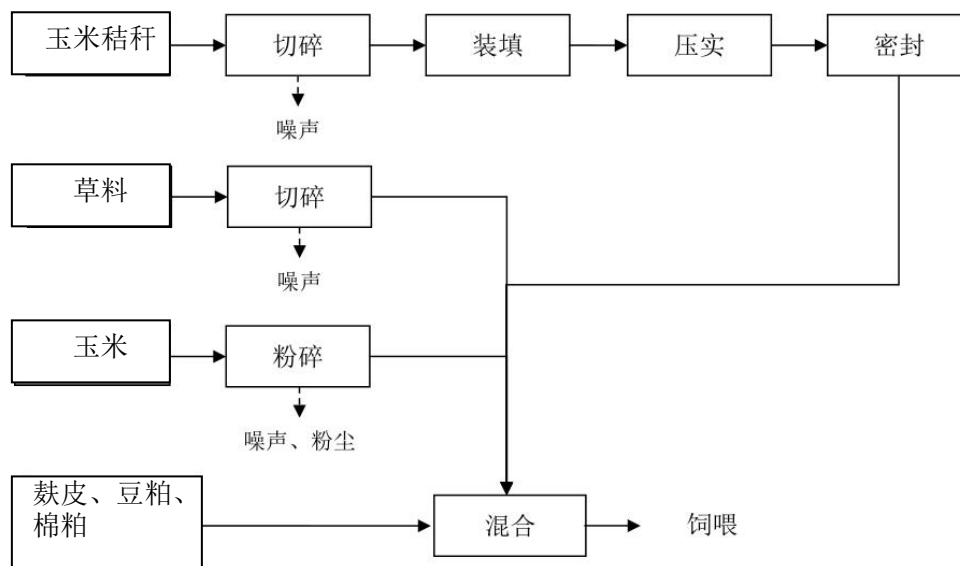 玉米秸秆
切碎
装填
压实
密封
噪声
草料
切碎
噪声
玉米
粉碎
噪声、粉尘
麸皮、豆粕、
棉粕
混合
饲喂